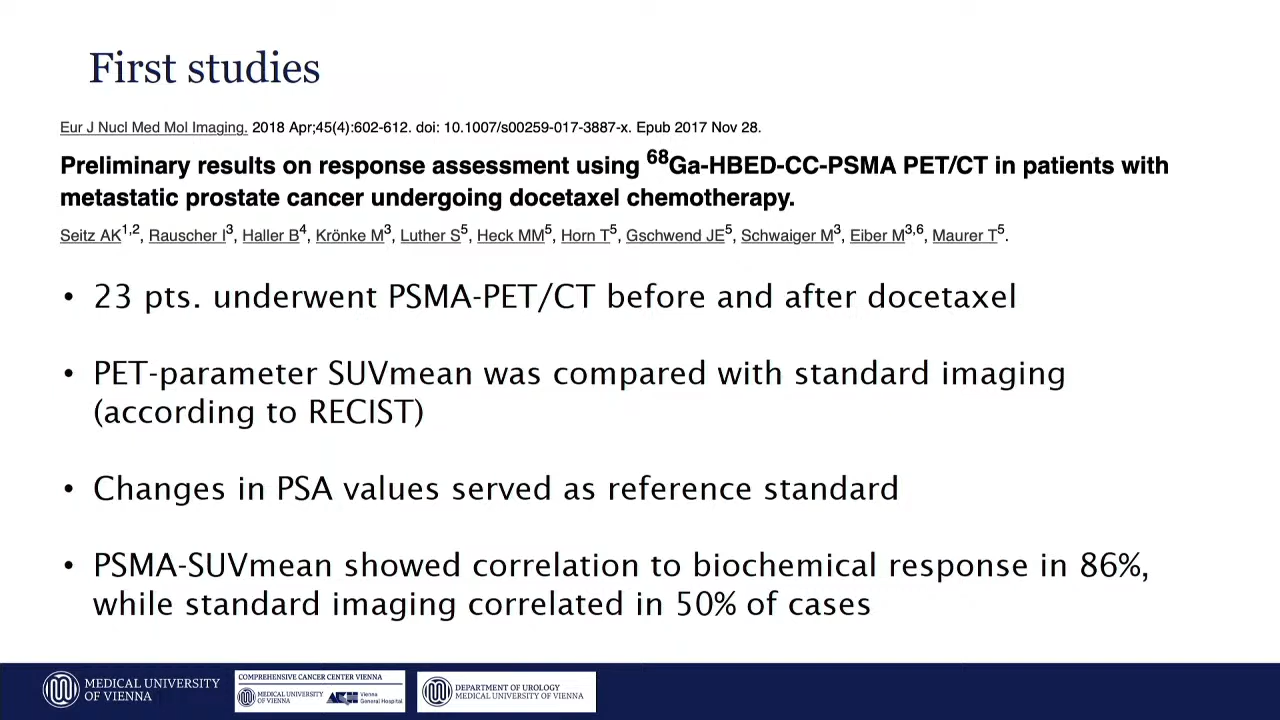 First studies
Eur J Nucl Med Mol Imaging. 2018 Apr;45(4):602-612. doi: 10.1007/s00259-017-3887-x. Epub 2017 Nov 28.
Preliminary results on response assessment using 68Ga-HBED-CC-PSMA PET/CT in patients with
metastatic prostate cancer undergoing docetaxel chemotherapy.
Seitz AK1,2, Rauscher I3, Haller B4, Krönke M3, Luther S5, Heck MM5, Horn T5, Gschwend JE5, Schwaiger M3, Eiber M3,6, Maurer T5.
• 23 pts. underwent PSMA-PET/CT before and after docetaxel
• PET-parameter SUVmean was compared with standard imaging
(according to RECIST)
• Changes in PSA values served as reference standard
• PSMA-SUVmean showed correlation to biochemical response in 86%,
while standard imaging correlated in 50% of cases
MEDICAL UNIVERSITY
OF VIENNA
COMPREHENSIVE CANCER CENTER VIENNA
MEDICAL UNIVERSITY
OF VIENNA
AKH
Vienna
General Hospital
DEPARTMENT OF UROLOGY
MEDICAL UNIVERSITY OF VIENNA